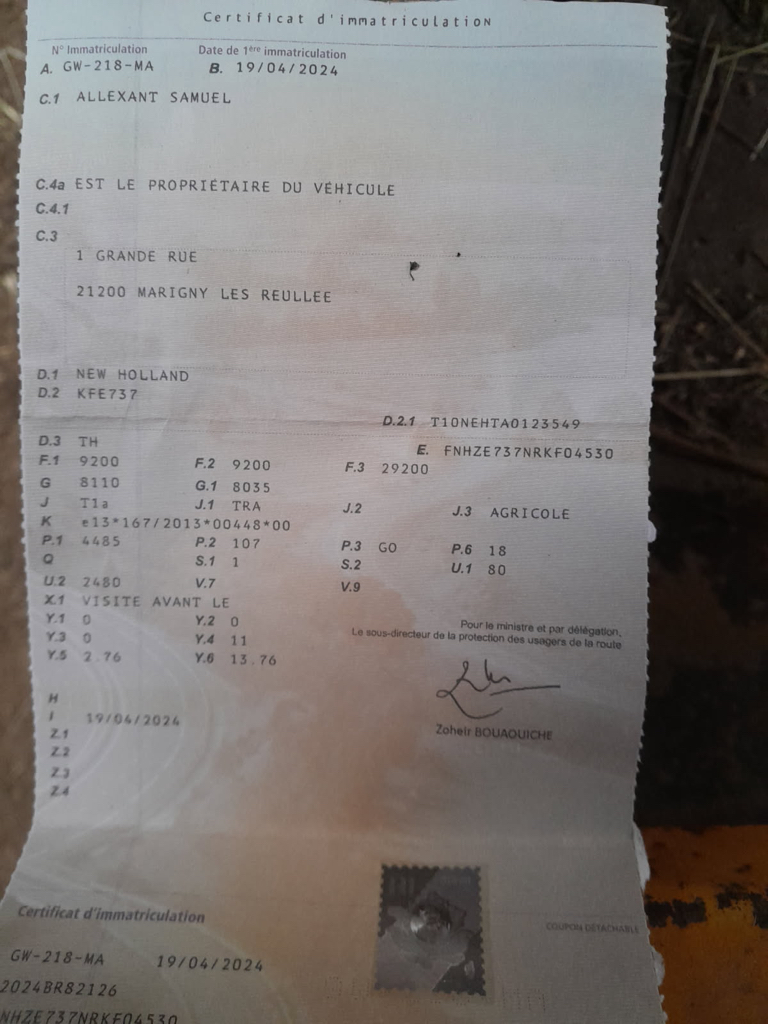 Certificat d'immatriculation
N° Immatriculation Date de 1ère immatriculation
A. GW-218-MA B. 19/04/2024
C.1 ALLEXANT SAMUEL
C.4a EST LE PROPRIÉTAIRE DU VÉHICULE
C.4.1
C.3
1 GRANDE RUE
21200 MARIGNY LES REULLEE
D.1 NEW HOLLAND
D.2 KFE737
D.2.1 T10NEHTA0123549
D.3 TH
E. FNHZE737NRKF04530
F.1 9200 F.2 9200 F.3 29200
G 8110 G.1 8035
J T1a J.1 TRA J.2 J.3 AGRICOLE
K e13*167/2013*00448*00
P.1 4485 P.2 107 P.3 GO P.6 18
Q S.1 1 S.2 U.1 80
U.2 2480 V.7 V.9
X.1 VISITE AVANT LE
Y.1 0 Y.2 0
Y.3 0 Y.4 11
Y.5 2.76 Y.6 13.76
Pour le ministre et par délégation,
Le sous-directeur de la protection des usagers de la route
H
I 19/04/2024
Zoheir BOUAOUICHE
Z.1
Z.2
Z.3
Z.4
Certificat d'immatriculation
COUPON DÉTACHABLE
GW-218-MA 19/04/2024
2024BR82126
NHZE737NRKF04530